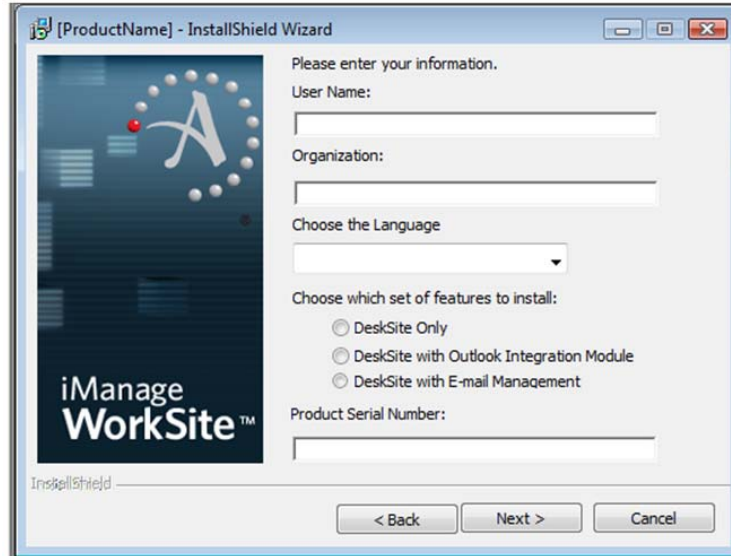 [ProductName] - InstallShield Wizard
Please enter your information.
User Name:
Organization:
Choose the Language
Choose which set of features to install:
DeskSite Only
DeskSite with Outlook Integration Module
DeskSite with E-mail Management
Product Serial Number:
A
iManage
WorkSite™
InstallShield
< Back
Next >
Cancel